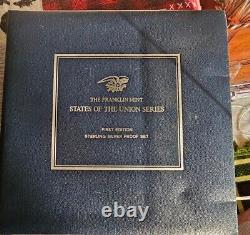 THE FRANKLIN MINT
STATES OF THE UNION SERIES
FIRST EDITION
STERLING SILVER PROOF SET